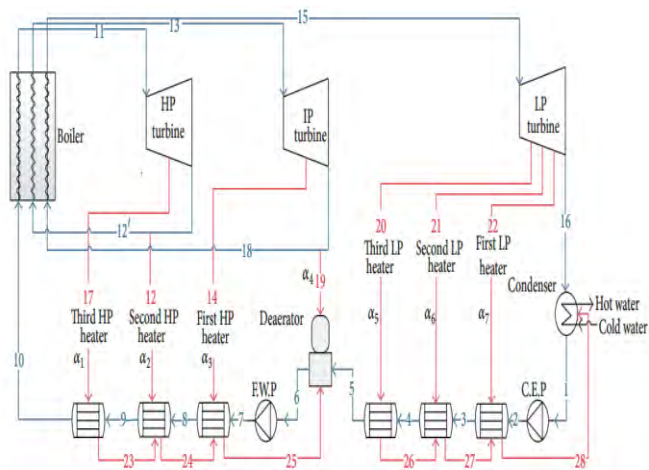 15
11
13
HP
turbine
IP
turbine
LP
turbine
Boiler
12'
18
16
17
Third HP
heater
α1
12
Second HP
heater
α2
14
First HP
heater
α3
α4
19
Deaerator
20
Third LP
heater
α5
21
Second LP
heater
α6
22
First LP
heater
α7
Condenser
Hot water
Cold water
10
9
8
7
F.W.P
6
5
4
3
2
C.E.P
1
23
24
25
26
27
28